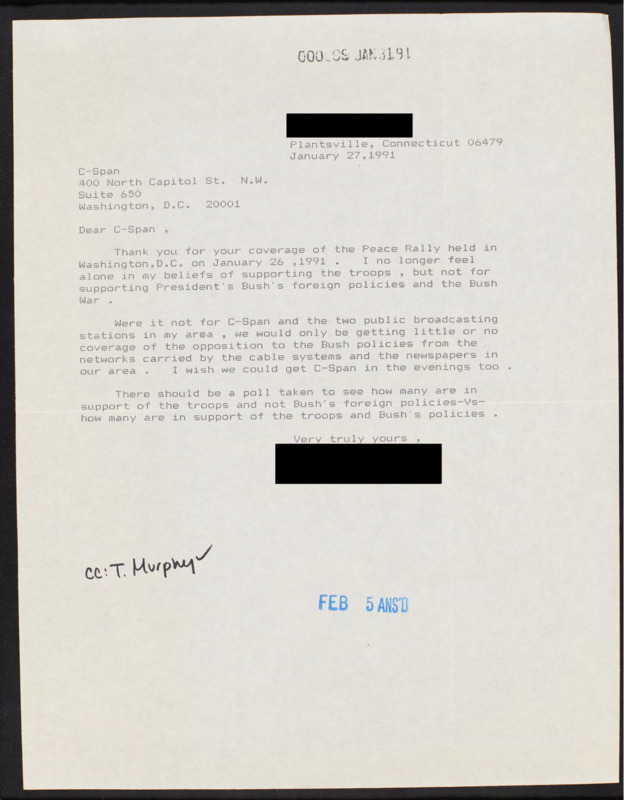 000_09 JAN3191
Plantsville, Connecticut 06479
January 27,1991
C-Span
400 North Capitol St.  N.W.
Suite 650
Washington, D.C.  20001
Dear C-Span ,
Thank you for your coverage of the Peace Rally held in
Washington,D.C. on January 26 ,1991 .   I no longer feel
alone in my beliefs of supporting the troops , but not for
supporting President's Bush's foreign policies and the Bush
War .
Were it not for C-Span and the two public broadcasting
stations in my area , we would only be getting little or no
coverage of the opposition to the Bush policies from the
networks carried by the cable systems and the newspapers in
our area .   I wish we could get C-Span in the evenings too .
There should be a poll taken to see how many are in
support of the troops and not Bush's foreign policies-Vs-
how many are in support of the troops and Bush's policies .
Very truly yours ,
cc: T. Murphy✓
FEB 5 ANS'D